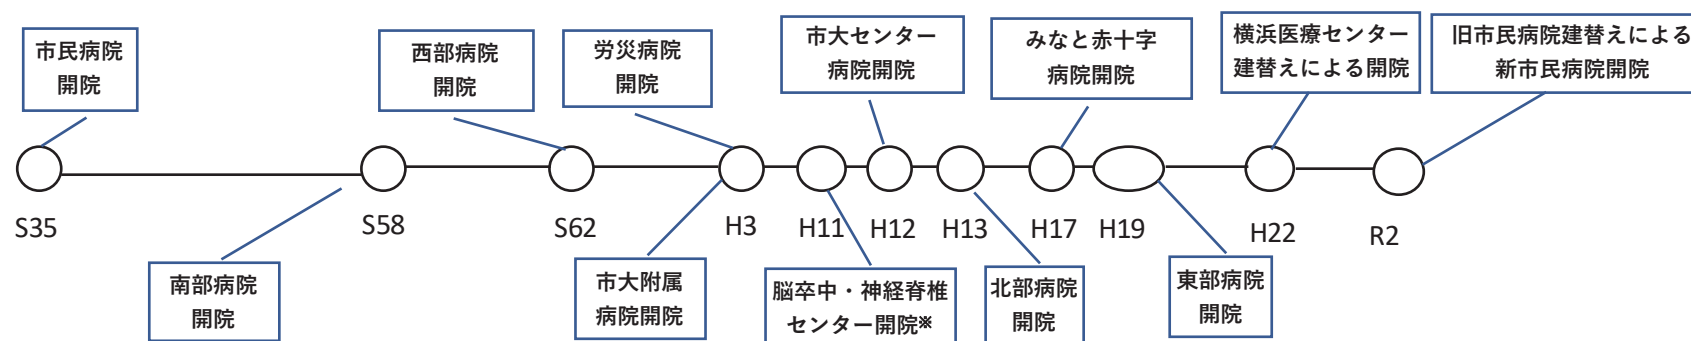 市民病院
開院
西部病院
開院
労災病院
開院
市大センター
病院開院
みなと赤十字
病院開院
横浜医療センター
建替えによる開院
旧市民病院建替えによる
新市民病院開院
S35
S58
S62
H3
H11
H12
H13
H17
H19
H22
R2
南部病院
開院
市大附属
病院開院
脳卒中・神経脊椎
センター開院※
北部病院
開院
東部病院
開院